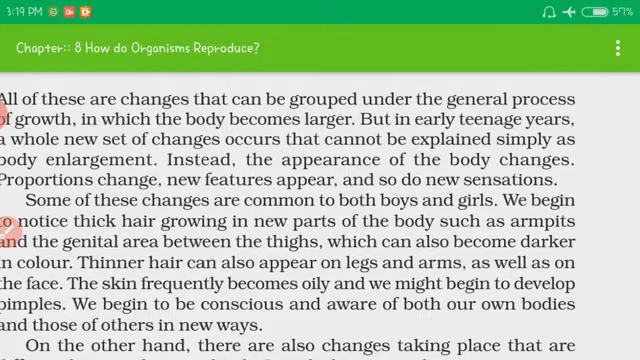 3:19 PM 57%
Chapter:: 8 How do Organisms Reproduce?
All of these are changes that can be grouped under the general process
of growth, in which the body becomes larger. But in early teenage years,
a whole new set of changes occurs that cannot be explained simply as
body enlargement. Instead, the appearance of the body changes.
Proportions change, new features appear, and so do new sensations.
Some of these changes are common to both boys and girls. We begin
to notice thick hair growing in new parts of the body such as armpits
and the genital area between the thighs, which can also become darker
in colour. Thinner hair can also appear on legs and arms, as well as on
the face. The skin frequently becomes oily and we might begin to develop
pimples. We begin to be conscious and aware of both our own bodies
and those of others in new ways.
On the other hand, there are also changes taking place that are